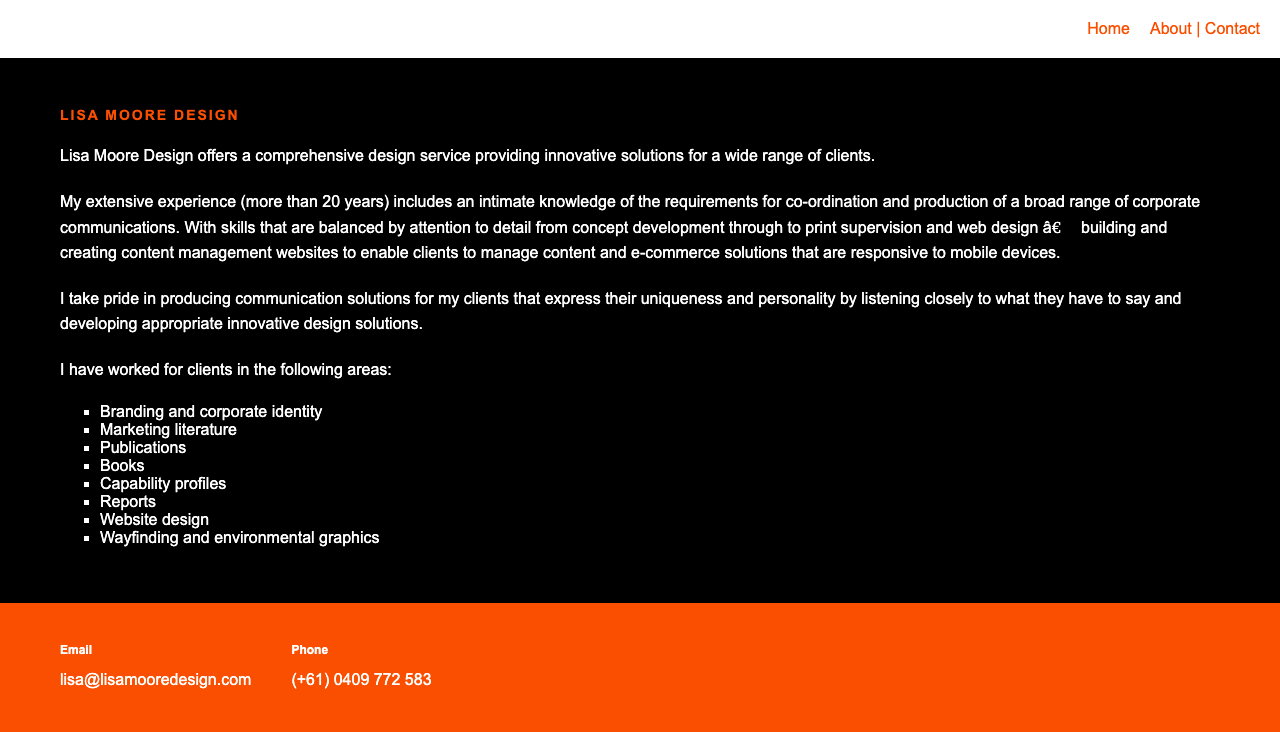 Home About | Contact
LISA MOORE DESIGN
Lisa Moore Design offers a comprehensive design service providing innovative solutions for a wide range of clients.
My extensive experience (more than 20 years) includes an intimate knowledge of the requirements for co-ordination and production of a broad range of corporate
communications. With skills that are balanced by attention to detail from concept development through to print supervision and web design â€ building and
creating content management websites to enable clients to manage content and e-commerce solutions that are responsive to mobile devices.
I take pride in producing communication solutions for my clients that express their uniqueness and personality by listening closely to what they have to say and
developing appropriate innovative design solutions.
I have worked for clients in the following areas:
▪ Branding and corporate identity
▪ Marketing literature
▪ Publications
▪ Books
▪ Capability profiles
▪ Reports
▪ Website design
▪ Wayfinding and environmental graphics
Email Phone
lisa@lisamooredesign.com (+61) 0409 772 583